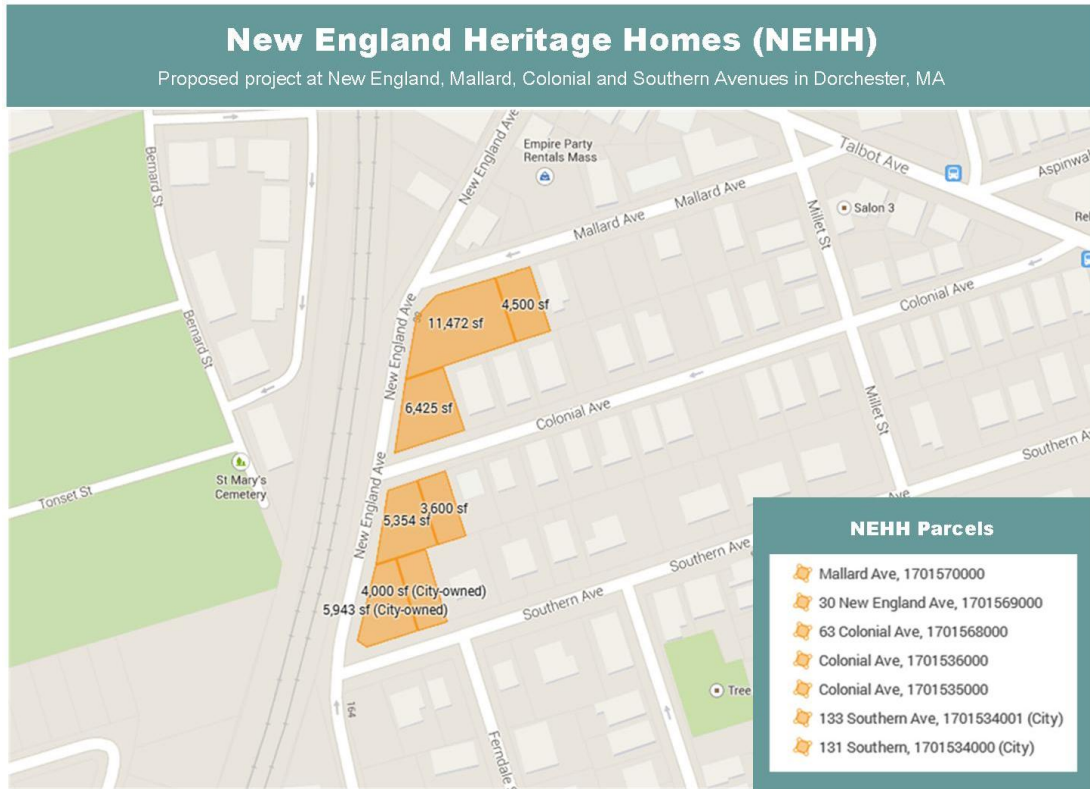 New England Heritage Homes (NEHH)
Proposed project at New England, Mallard, Colonial and Southern Avenues in Dorchester, MA
Bernard St
New England Ave
Empire Party
Rentals Mass
Talbot Ave
Aspinwal
Mallard Ave
Mallard Ave
Salon 3
Millet St
Rel
Colonial Ave
4,500 sf
11,472 sf
New England Ave
Bernard St
6,425 sf
Colonial Ave
Millet St
Southern A
St Mary's
Cemetery
Tonset St
New England Ave
3,600 sf
5,354 sf
Ave
Southern Ave
4,000 sf (City-owned)
5,943 sf (City-owned)
Southern Ave
164
Ferndale S
Tree
NEHH Parcels
Mallard Ave, 1701570000
30 New England Ave, 1701569000
63 Colonial Ave, 1701568000
Colonial Ave, 1701536000
Colonial Ave, 1701535000
133 Southern Ave, 1701534001 (City)
131 Southern, 1701534000 (City)